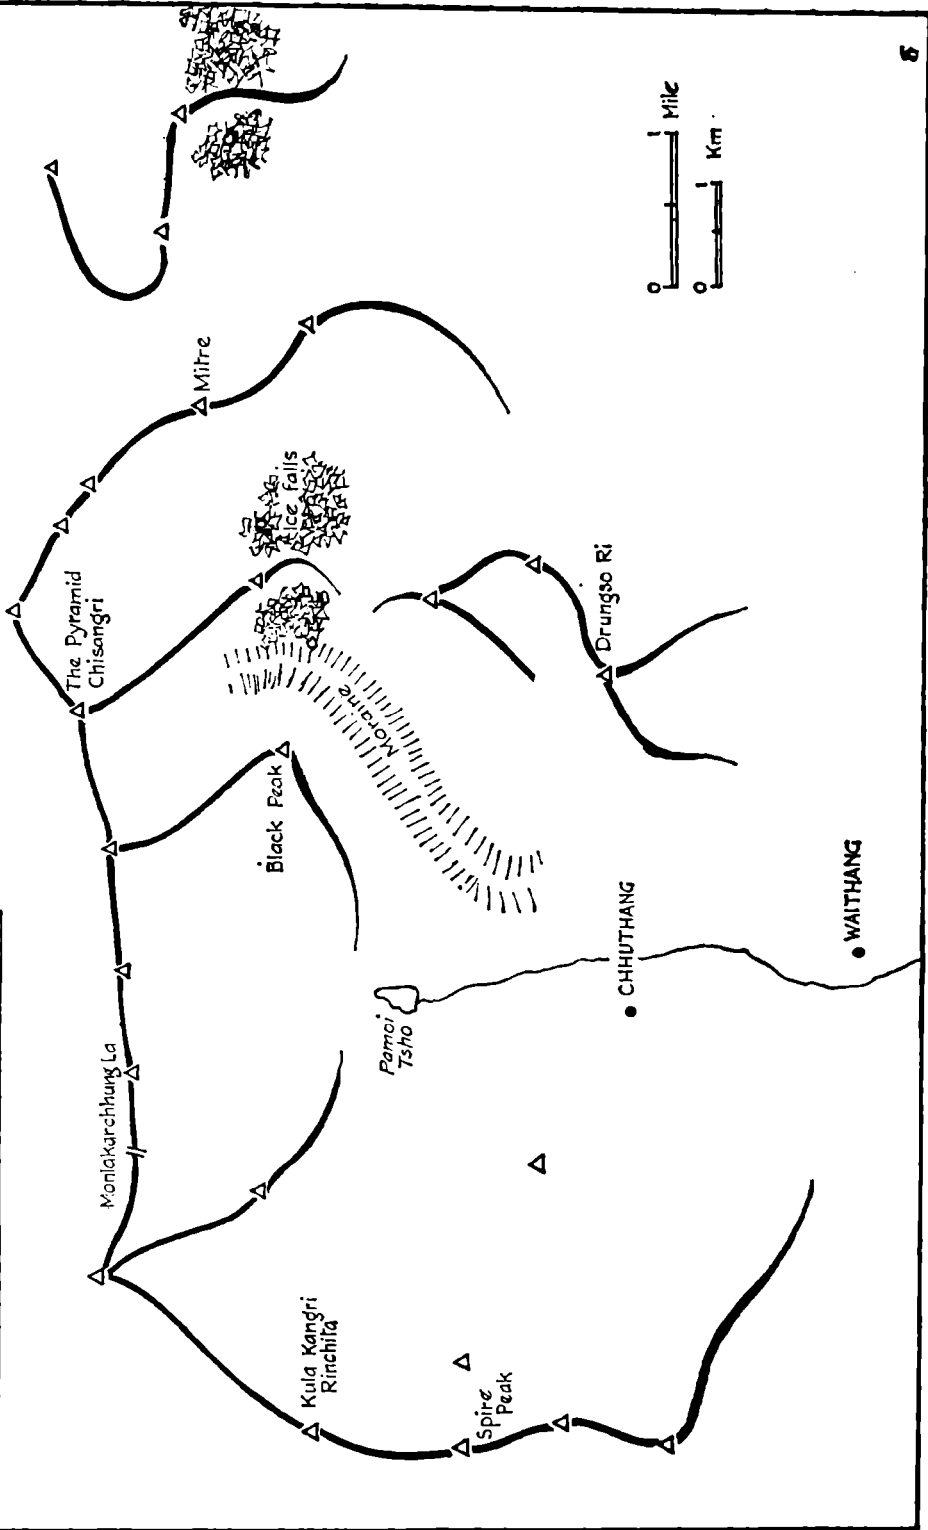 Monlakarchhung La
The Pyramid
Chisangri
Mitre
Kula Kangri
Rinchita
Spire
Peak
Black Peak
Ice falls
Moraine
Pamoi
Tsho
Drungso Ri
CHHUTHANG
WAITHANG
0 1 Mile
0 1 Km